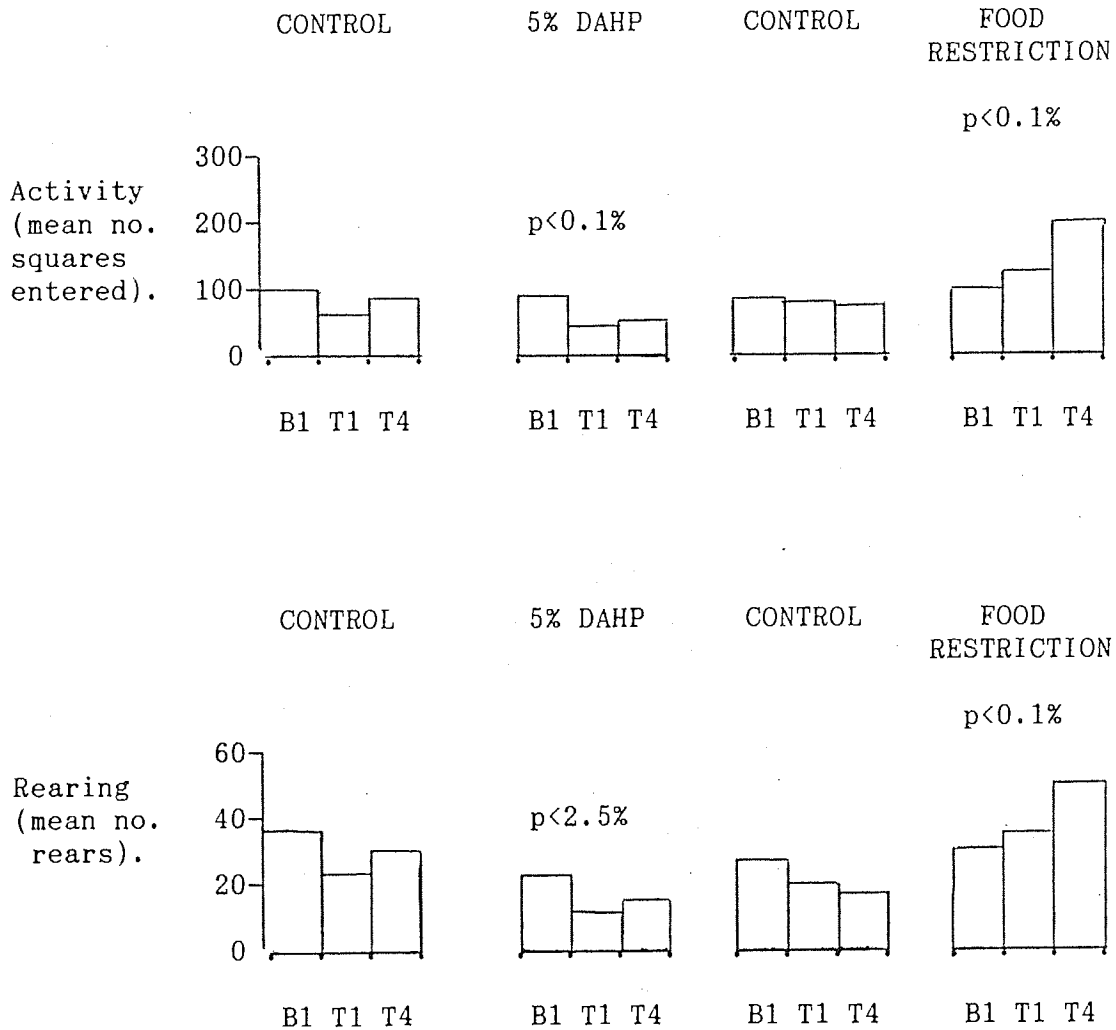 CONTROL 5% DAHP CONTROL FOOD
RESTRICTION
p<0.1%
300
Activity
(mean no.
squares
entered).
200
p<0.1%
100
0
B1 T1 T4 B1 T1 T4 B1 T1 T4 B1 T1 T4
CONTROL 5% DAHP CONTROL FOOD
RESTRICTION
p<0.1%
60
Rearing
(mean no.
rears).
40
p<2.5%
20
0
B1 T1 T4 B1 T1 T4 B1 T1 T4 B1 T1 T4